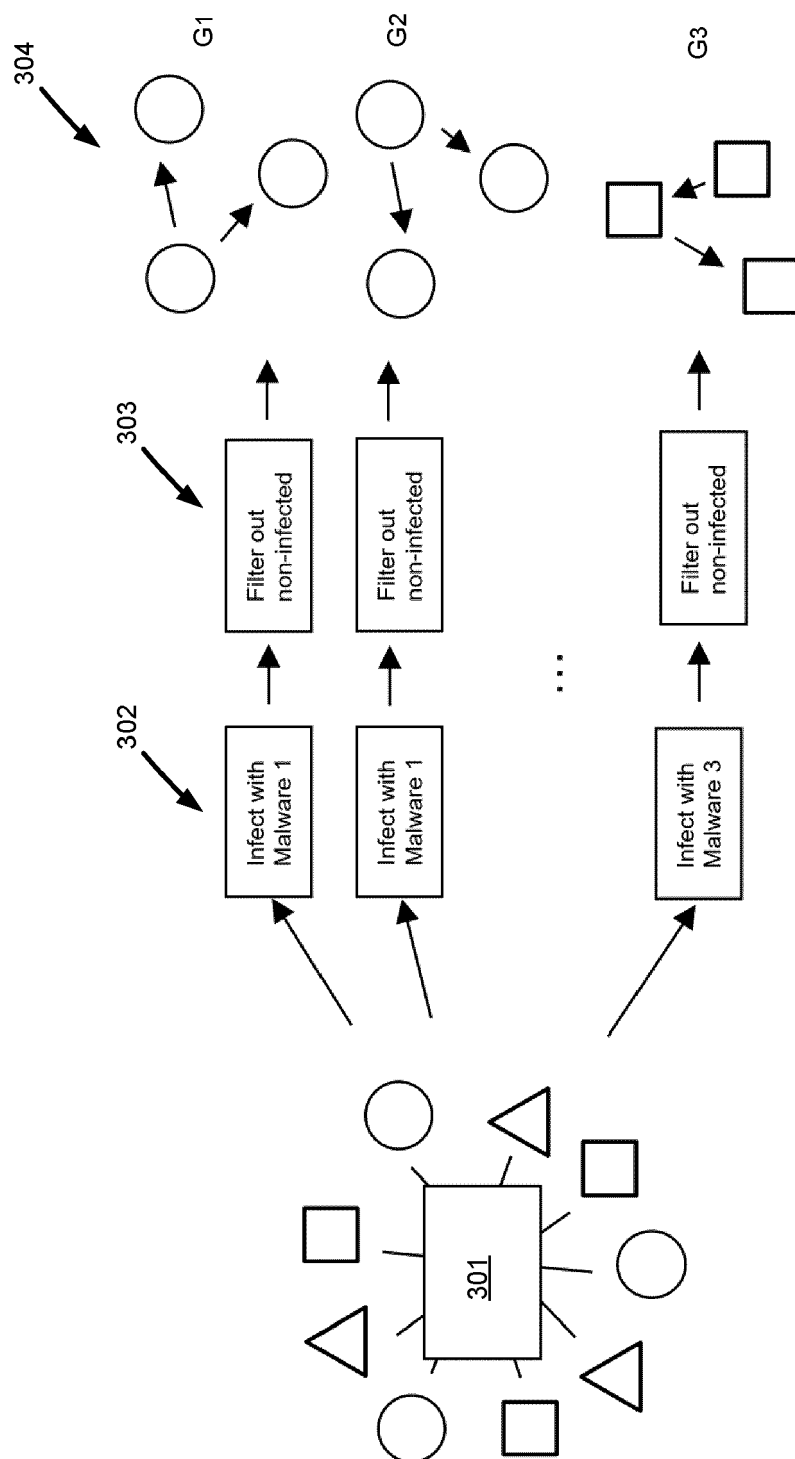 304
G1
G2
G3
303
Filter out
non-infected
Filter out
non-infected
Filter out
non-infected
302
Infect with
Malware 1
Infect with
Malware 1
...
Infect with
Malware 3
301